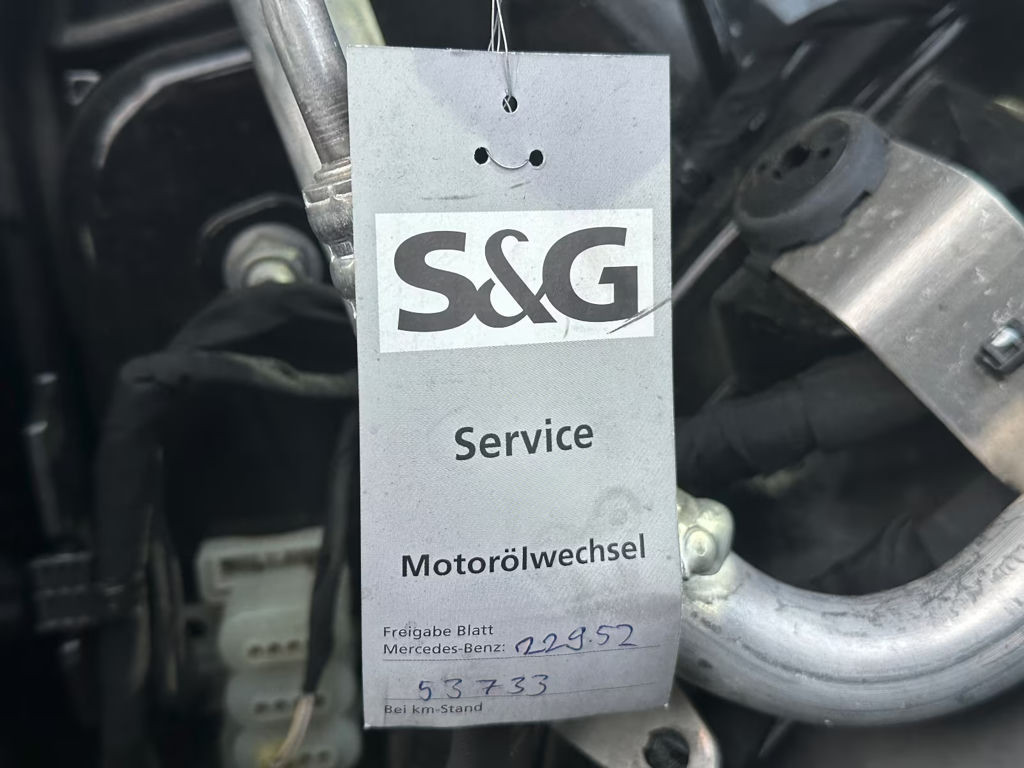 S&G
Service
Motorölwechsel
Freigabe Blatt
Mercedes-Benz: 229.52
53733
Bei km-Stand